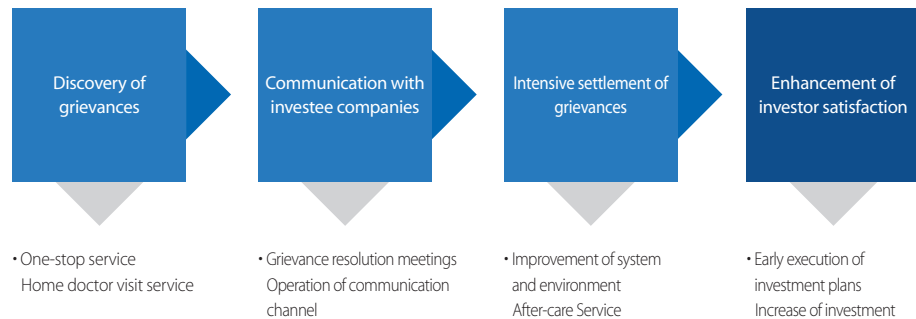 Discovery of
grievances
Communication with
investee companies
Intensive settlement of
grievances
Enhancement of
investor satisfaction
• One-stop service
Home doctor visit service
• Grievance resolution meetings
Operation of communication
channel
• Improvement of system
and environment
After-care Service
• Early execution of
investment plans
Increase of investment